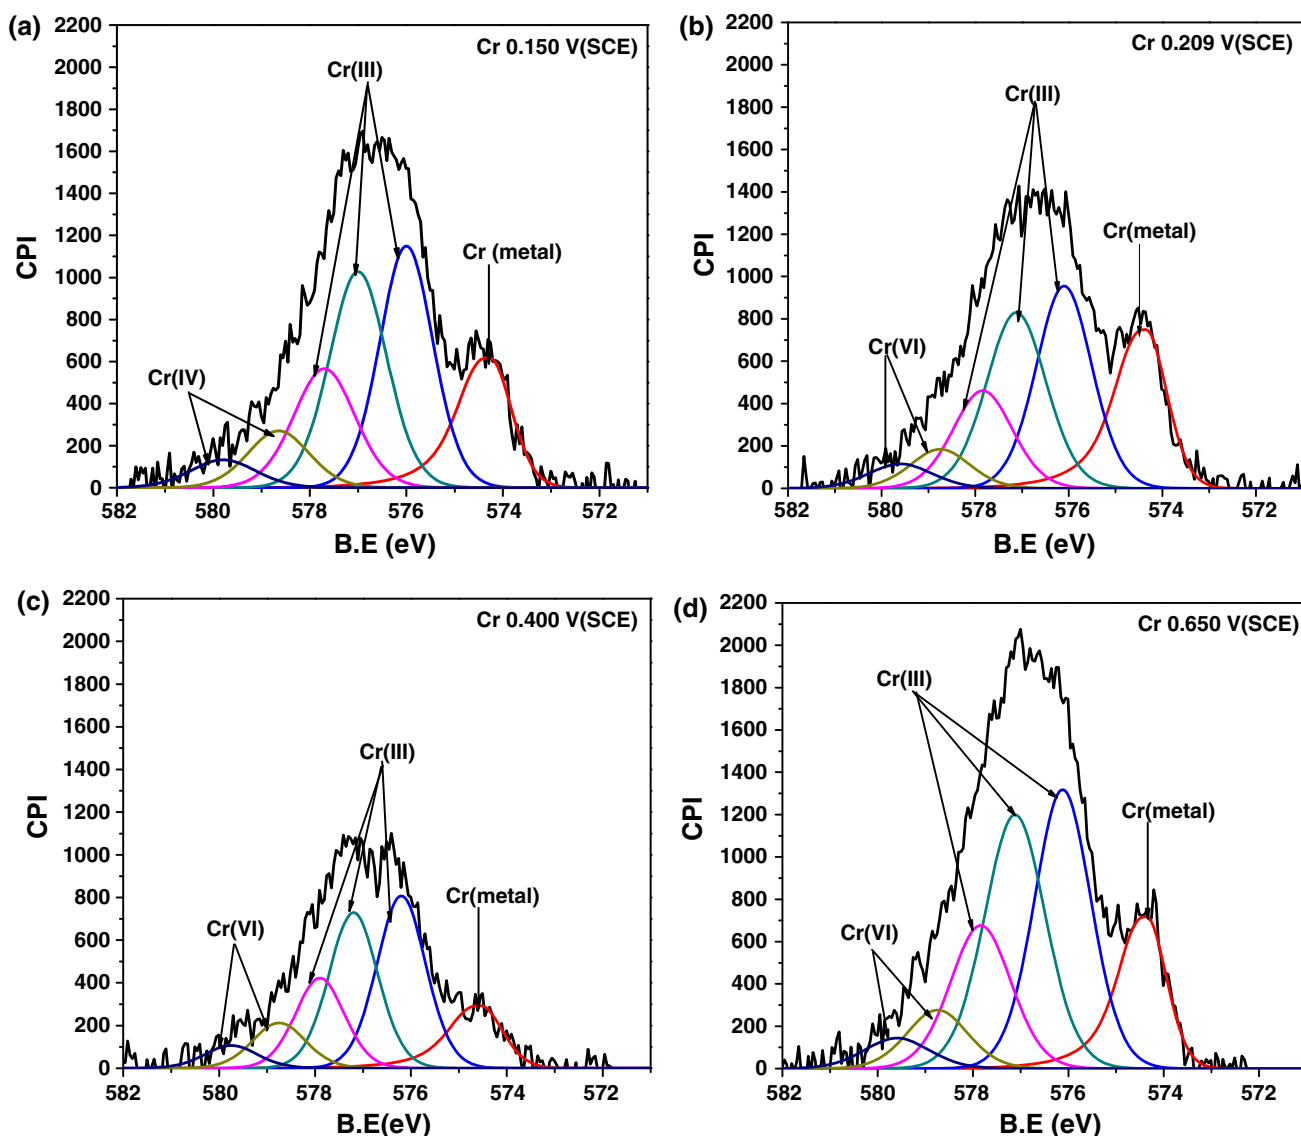 (a)
Cr 0.150 V(SCE)
2200
2000
1800
1600
1400
1200
1000
800
600
400
200
0
CPI
Cr(III)
Cr (metal)
Cr(IV)
582 580 578 576 574 572
B.E (eV)
(b)
Cr 0.209 V(SCE)
2200
2000
1800
1600
1400
1200
1000
800
600
400
200
0
CPI
Cr(III)
Cr(metal)
Cr(VI)
582 580 578 576 574 572
B.E (eV)
(c)
Cr 0.400 V(SCE)
2200
2000
1800
1600
1400
1200
1000
800
600
400
200
0
CPI
Cr(III)
Cr(metal)
Cr(VI)
582 580 578 576 574 572
B.E(eV)
(d)
Cr 0.650 V(SCE)
2200
2000
1800
1600
1400
1200
1000
800
600
400
200
0
CPI
Cr(III)
Cr(metal)
Cr(VI)
582 580 578 576 574 572
B.E (eV)